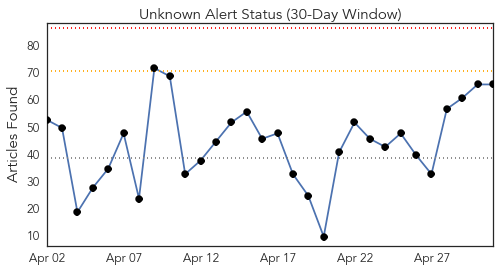 Unknown Alert Status (30-Day Window)
Articles Found
80
70
60
50
40
30
20
10
Apr 02 Apr 07 Apr 12 Apr 17 Apr 22 Apr 27